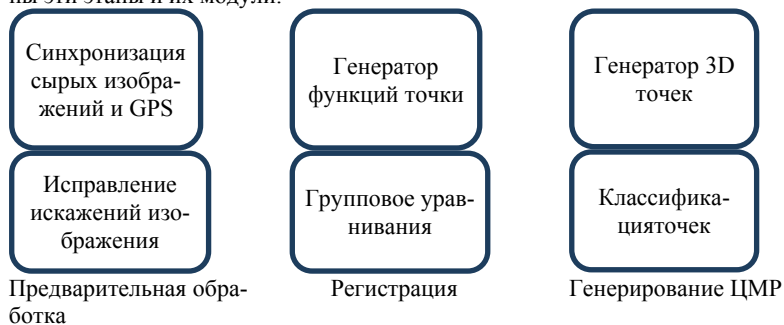 ны эти этапы и их модули:
Синхронизация
сырых изобра-
жений и GPS
Генератор
функций точки
Генератор 3D
точек
Исправление
искажений изо-
бражения
Групповое урав-
нивания
Классифика-
цияточек
Предварительная обра-
ботка
Регистрация
Генерирование ЦМР